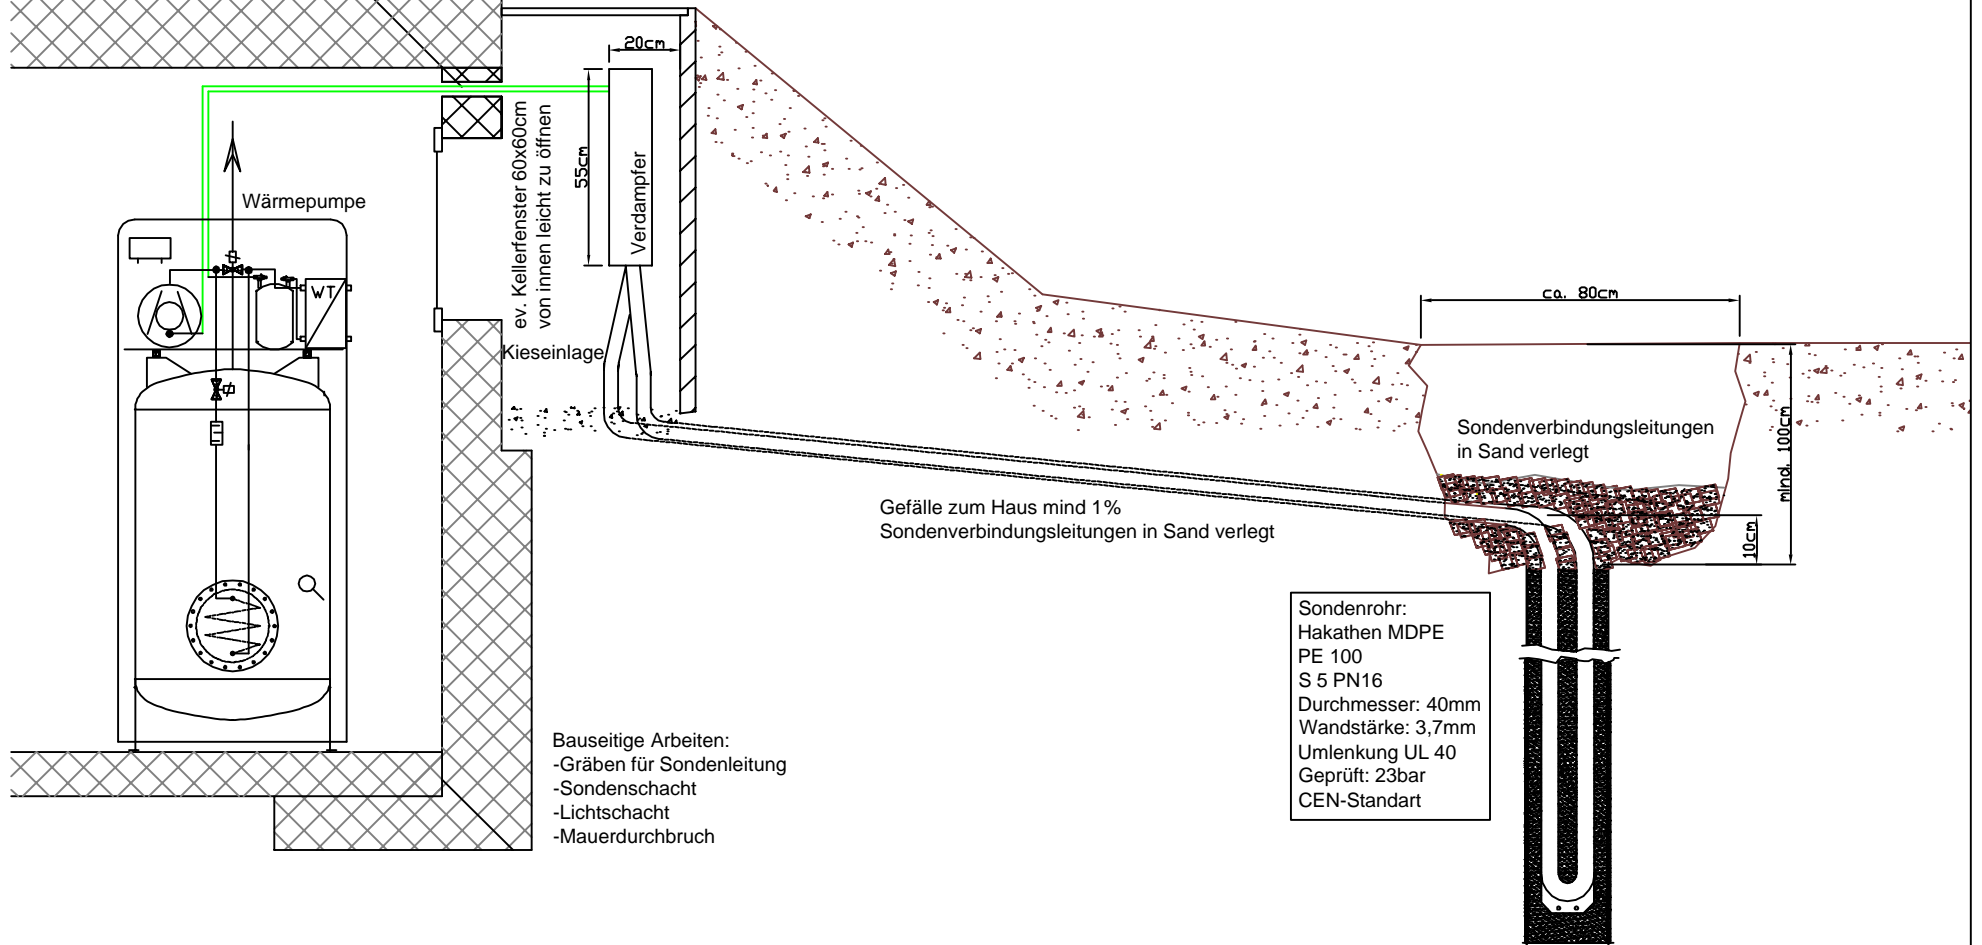 20cm
55cm
ev. Kellerfenster 60x60cm
von innen leicht zu öffnen
Verdampfer
Wärmepumpe
WT
Kieseinlage
ca. 80cm
Sondenverbindungsleitungen
in Sand verlegt
mind. 100cm
10cm
Gefälle zum Haus mind 1%
Sondenverbindungsleitungen in Sand verlegt
Sondenrohr:
Hakathen MDPE
PE 100
S 5 PN16
Durchmesser: 40mm
Wandstärke: 3,7mm
Umlenkung UL 40
Geprüft: 23bar
CEN-Standart
Bauseitige Arbeiten:
-Gräben für Sondenleitung
-Sondenschacht
-Lichtschacht
-Mauerdurchbruch